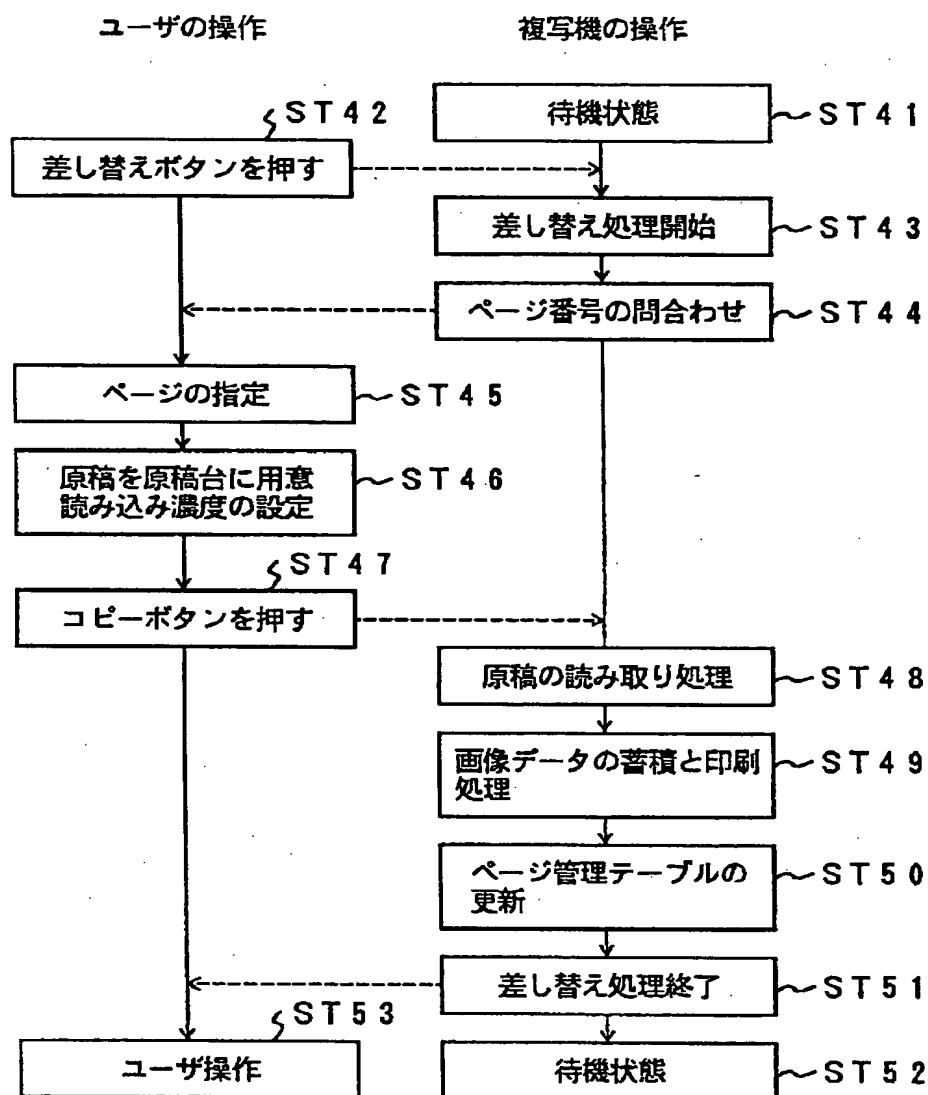 ユーザの操作
複写機の操作
ST42
待機状態
ST41
差し替えボタンを押す
差し替え処理開始
ST43
ページ番号の問合わせ
ST44
ページの指定
ST45
原稿を原稿台に用意
読み込み濃度の設定
ST46
ST47
コピーボタンを押す
原稿の読み取り処理
ST48
画像データの蓄積と印刷
処理
ST49
ページ管理テーブルの
更新
ST50
差し替え処理終了
ST51
ST53
ユーザ操作
待機状態
ST52